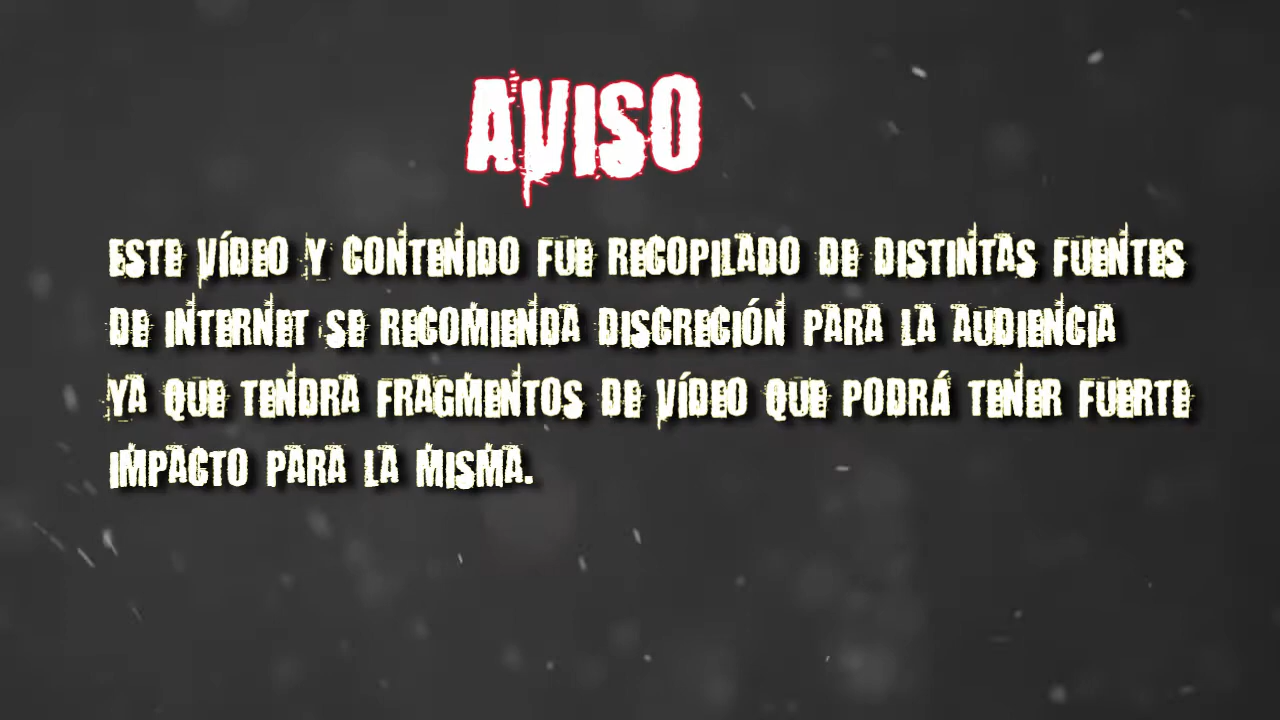 AVISO
ESTE VÍDEO Y CONTENIDO FUE RECOPILADO DE DISTINTAS FUENTES
DE INTERNET SE RECOMIENDA DISCRECIÓN PARA LA AUDIENCIA
YA QUE TENDRA FRAGMENTOS DE VÍDEO QUE PODRÁ TENER FUERTE
IMPACTO PARA LA MISMA.